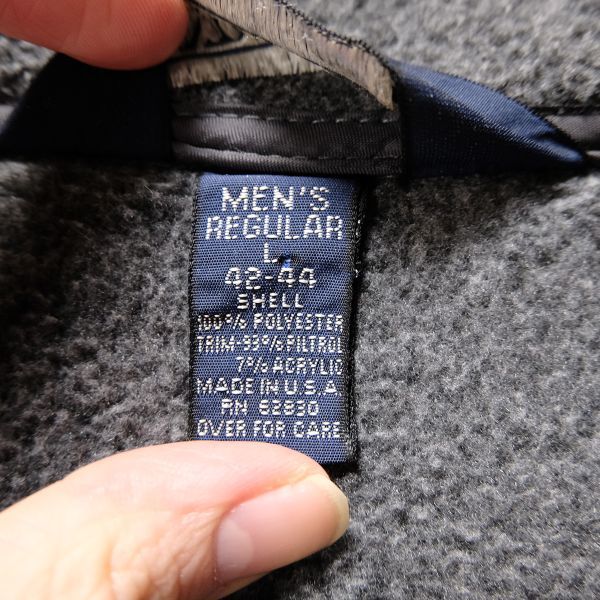 MEN'S
REGULAR
L
42-44
SHELL
100% POLYESTER
TRIM-93% PILTROL
7% ACRYLIC
MADE IN U.S.A
RN 62830
OVER FOR CARE